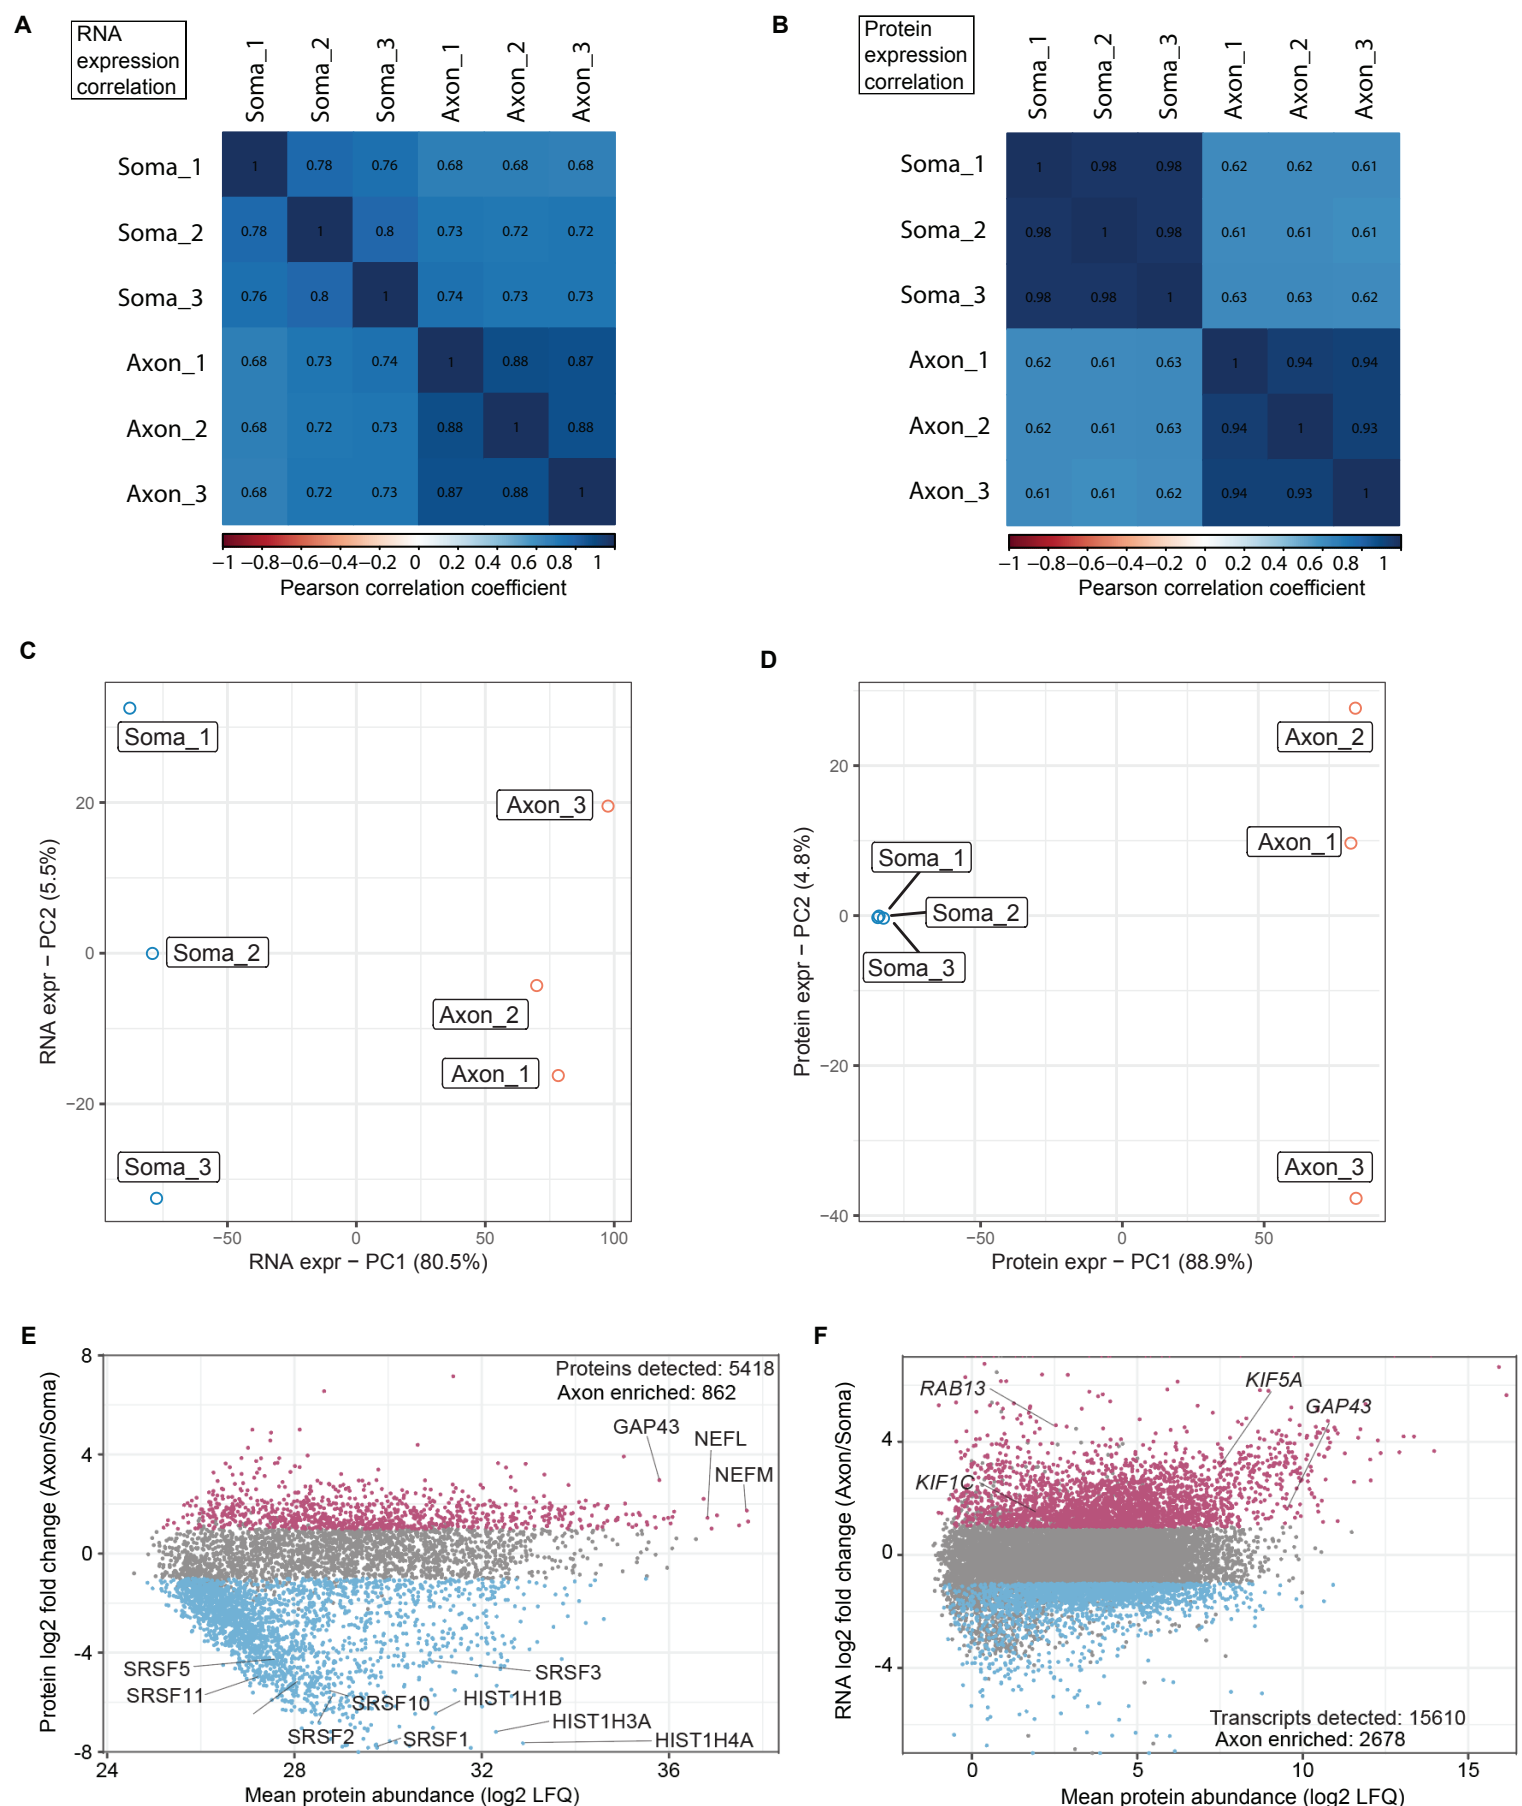 A
RNA
expression
correlation
Soma_1
Soma_2
Soma_3
Axon_1
Axon_2
Axon_3
Soma_1 1 0.78 0.76 0.68 0.68 0.68
Soma_2 0.78 1 0.8 0.73 0.72 0.72
Soma_3 0.76 0.8 1 0.74 0.73 0.73
Axon_1 0.68 0.73 0.74 1 0.88 0.87
Axon_2 0.68 0.72 0.73 0.88 1 0.88
Axon_3 0.68 0.72 0.73 0.87 0.88 1
−1 −0.8−0.6−0.4−0.2 0 0.2 0.4 0.6 0.8 1
Pearson correlation coefficient
B
Protein
expression
correlation
Soma_1
Soma_2
Soma_3
Axon_1
Axon_2
Axon_3
Soma_1 1 0.98 0.98 0.62 0.62 0.61
Soma_2 0.98 1 0.98 0.61 0.61 0.61
Soma_3 0.98 0.98 1 0.63 0.63 0.62
Axon_1 0.62 0.61 0.63 1 0.94 0.94
Axon_2 0.62 0.61 0.63 0.94 1 0.93
Axon_3 0.61 0.61 0.62 0.94 0.93 1
−1 −0.8−0.6−0.4−0.2 0 0.2 0.4 0.6 0.8 1
Pearson correlation coefficient
C
RNA expr − PC2 (5.5%)
20
0
−20
Soma_1
Axon_3
Soma_2
Axon_2
Axon_1
Soma_3
−50 0 50 100
RNA expr − PC1 (80.5%)
D
Protein expr − PC2 (4.8%)
20
0
−20
−40
Axon_2
Axon_1
Soma_1
Soma_2
Soma_3
Axon_3
−50 0 50
Protein expr − PC1 (88.9%)
E
Protein log2 fold change (Axon/Soma)
8
4
0
-4
-8
Proteins detected: 5418
Axon enriched: 862
GAP43
NEFL
NEFM
SRSF5
SRSF11
SRSF3
SRSF10
HIST1H1B
SRSF2
SRSF1
HIST1H3A
HIST1H4A
24 28 32 36
Mean protein abundance (log2 LFQ)
F
RNA log2 fold change (Axon/Soma)
4
0
−4
RAB13
KIF5A
GAP43
KIF1C
Transcripts detected: 15610
Axon enriched: 2678
0 5 10 15
Mean protein abundance (log2 LFQ)